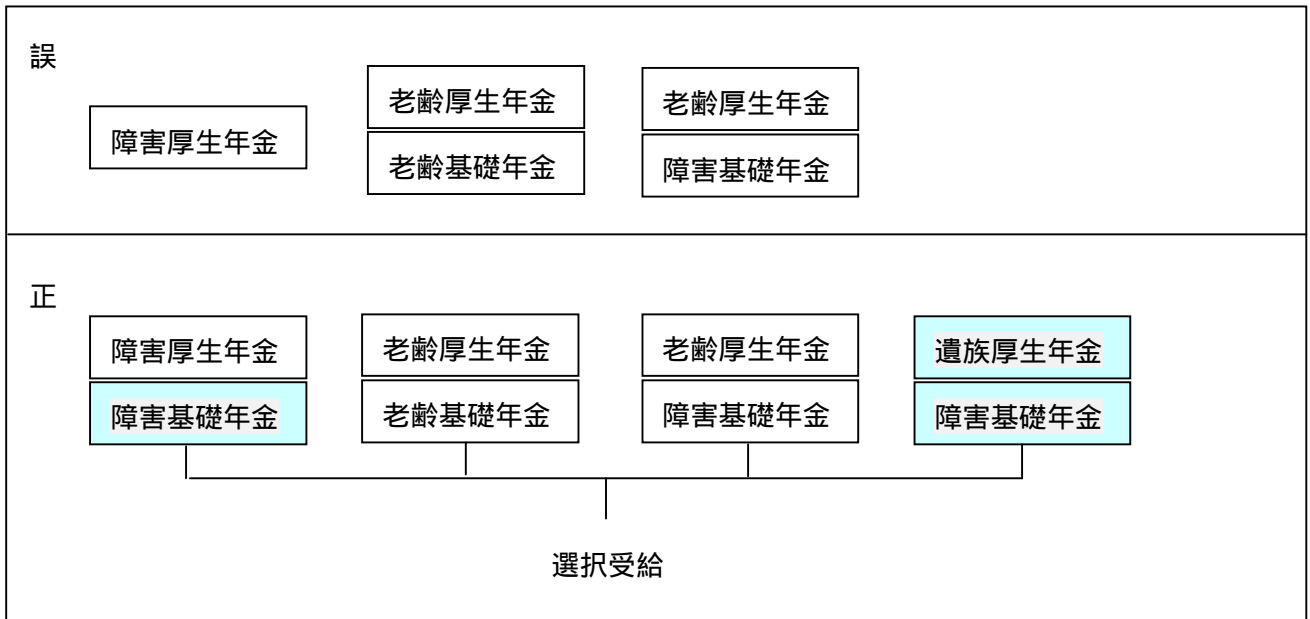 誤
障害厚生年金
老齢厚生年金
老齢基礎年金
老齢厚生年金
障害基礎年金
正
障害厚生年金
障害基礎年金
老齢厚生年金
老齢基礎年金
老齢厚生年金
障害基礎年金
遺族厚生年金
障害基礎年金
選択受給